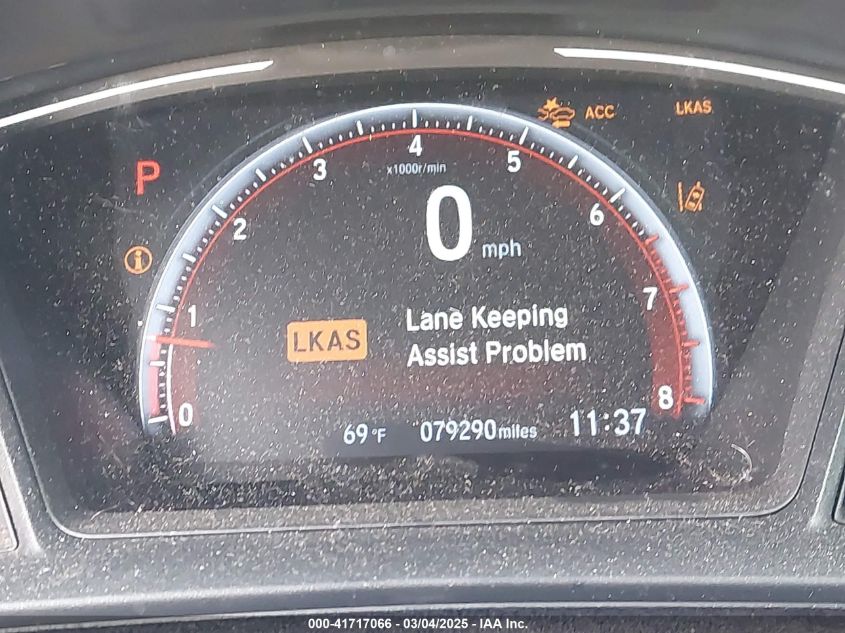 ACC
LKAS
P
x1000r/min
0 1 2 3 4 5 6 7 8
0 mph
i
LKAS
Lane Keeping
Assist Problem
69°F 079290 miles 11:37
000-41717066 - 03/04/2025 - IAA Inc.